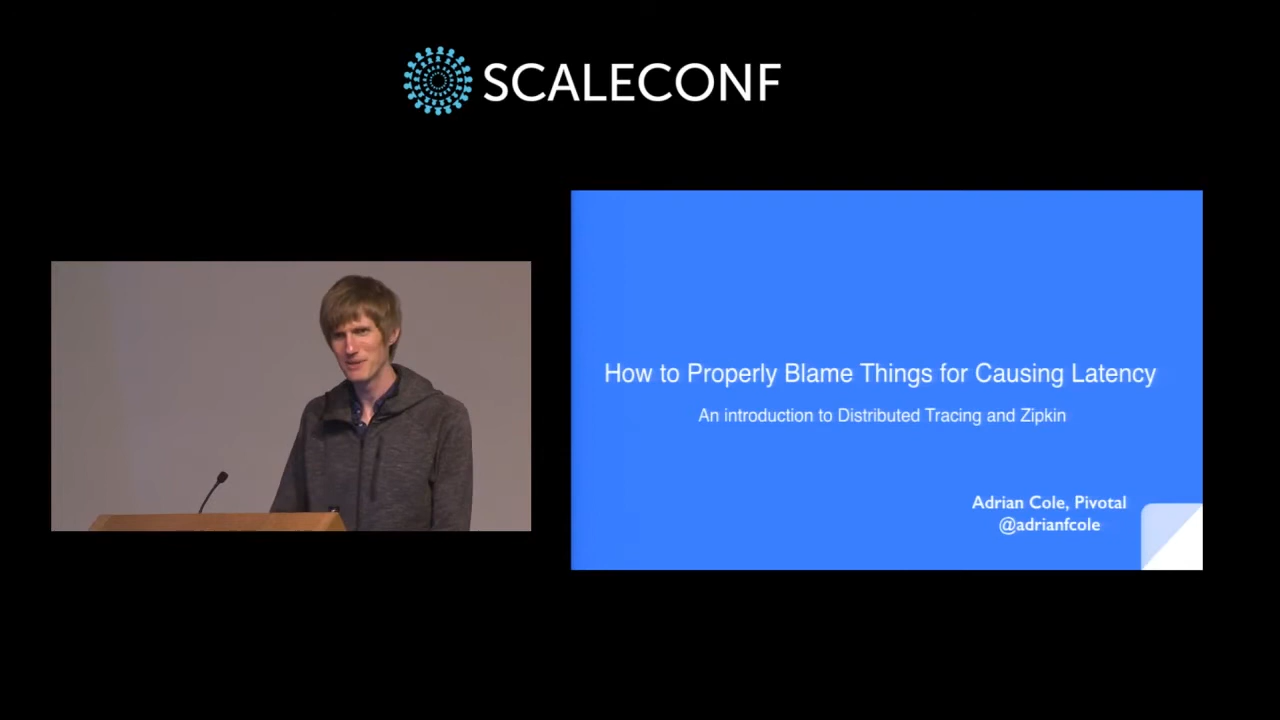 SCALECONF
How to Properly Blame Things for Causing Latency
An introduction to Distributed Tracing and Zipkin
Adrian Cole, Pivotal
@adrianfcole